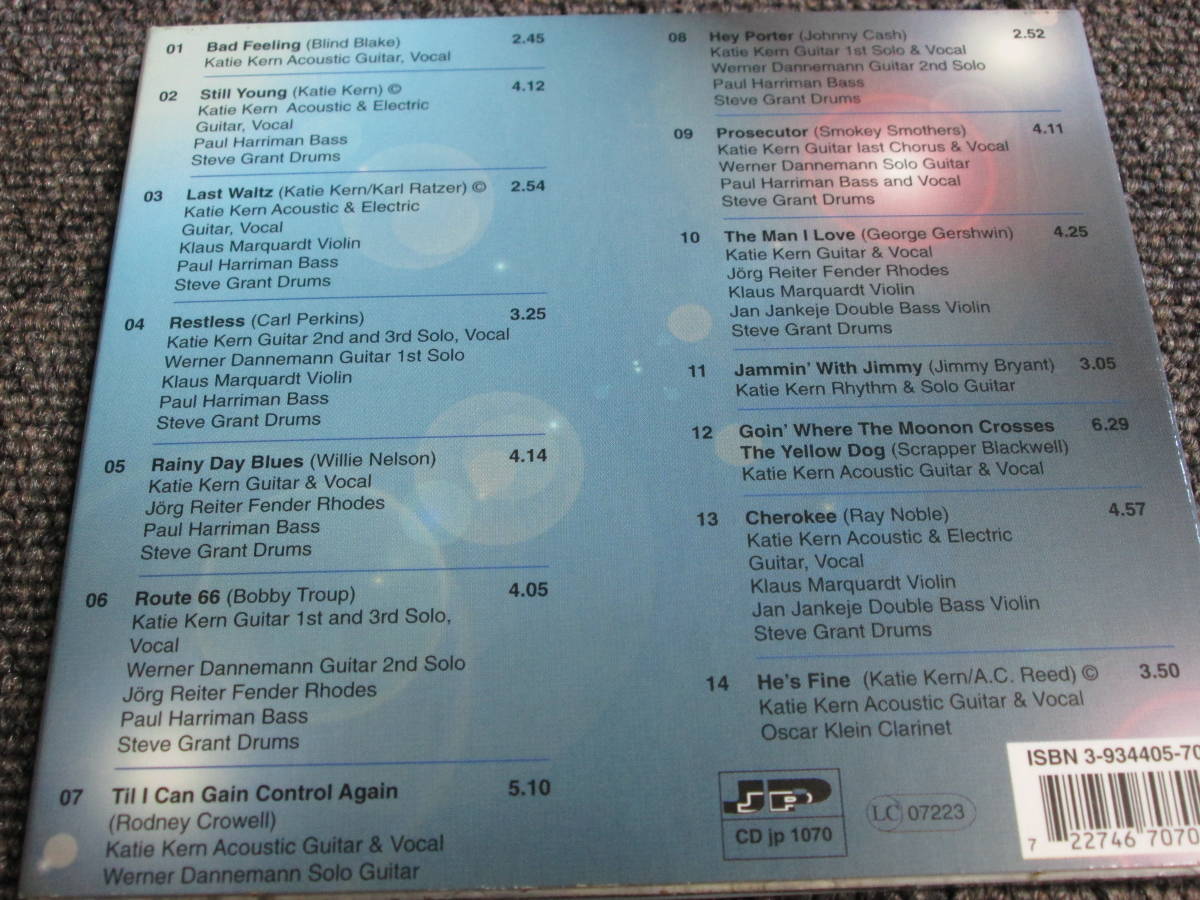 01 Bad Feeling (Blind Blake) 2.45
Katie Kern Acoustic Guitar, Vocal
02 Still Young (Katie Kern) © 4.12
Katie Kern Acoustic & Electric
Guitar, Vocal
Paul Harriman Bass
Steve Grant Drums
03 Last Waltz (Katie Kern/Karl Ratzer) © 2.54
Katie Kern Acoustic & Electric
Guitar, Vocal
Klaus Marquardt Violin
Paul Harriman Bass
Steve Grant Drums
04 Restless (Carl Perkins) 3.25
Katie Kern Guitar 2nd and 3rd Solo, Vocal
Werner Dannemann Guitar 1st Solo
Klaus Marquardt Violin
Paul Harriman Bass
Steve Grant Drums
05 Rainy Day Blues (Willie Nelson) 4.14
Katie Kern Guitar & Vocal
Jörg Reiter Fender Rhodes
Paul Harriman Bass
Steve Grant Drums
06 Route 66 (Bobby Troup) 4.05
Katie Kern Guitar 1st and 3rd Solo,
Vocal
Werner Dannemann Guitar 2nd Solo
Jörg Reiter Fender Rhodes
Paul Harriman Bass
Steve Grant Drums
07 Til I Can Gain Control Again 5.10
(Rodney Crowell)
Katie Kern Acoustic Guitar & Vocal
Werner Dannemann Solo Guitar
08 Hey Porter (Johnny Cash) 2.52
Katie Kern Guitar 1st Solo & Vocal
Werner Dannemann Guitar 2nd Solo
Paul Harriman Bass
Steve Grant Drums
09 Prosecutor (Smokey Smothers) 4.11
Katie Kern Guitar last Chorus & Vocal
Werner Dannemann Solo Guitar
Paul Harriman Bass and Vocal
Steve Grant Drums
10 The Man I Love (George Gershwin) 4.25
Katie Kern Guitar & Vocal
Jörg Reiter Fender Rhodes
Klaus Marquardt Violin
Jan Jankeje Double Bass Violin
Steve Grant Drums
11 Jammin' With Jimmy (Jimmy Bryant) 3.05
Katie Kern Rhythm & Solo Guitar
12 Goin' Where The Moonon Crosses 6.29
The Yellow Dog (Scrapper Blackwell)
Katie Kern Acoustic Guitar & Vocal
13 Cherokee (Ray Noble) 4.57
Katie Kern Acoustic & Electric
Guitar, Vocal
Klaus Marquardt Violin
Jan Jankeje Double Bass Violin
Steve Grant Drums
14 He's Fine (Katie Kern/A.C. Reed) © 3.50
Katie Kern Acoustic Guitar & Vocal
Oscar Klein Clarinet
JSP
CD jp 1070
LC 07223
ISBN 3-934405-70
7 22746 7070